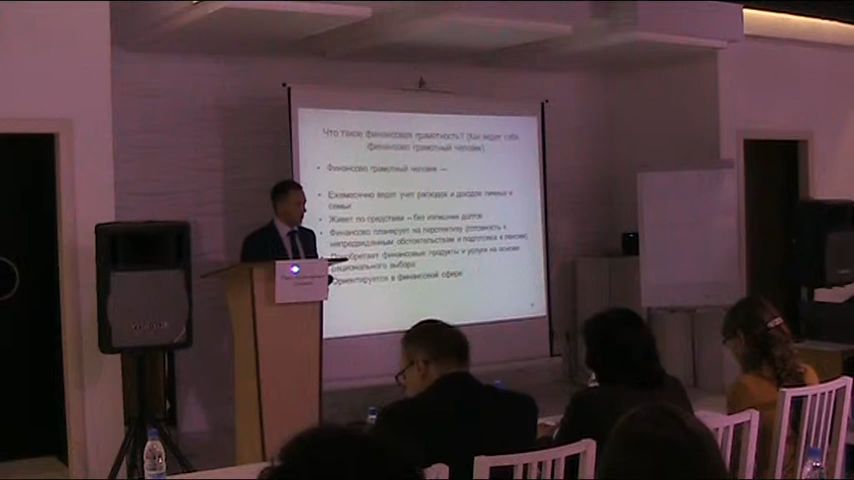 Что такое финансовая грамотность? (Как ведет себя
финансово грамотный человек)
• Финансово грамотный человек —
• Ежемесячно ведет учет расходов и доходов личных и
семьи
• Живет по средствам – без излишних долгов
• Финансово планирует на перспективу (готовность к
непредвиденным обстоятельствам и подготовка к пенсии)
приобретает финансовые продукты и услуги на основе
рационального выбора
Ориентируется в финансовой сфере